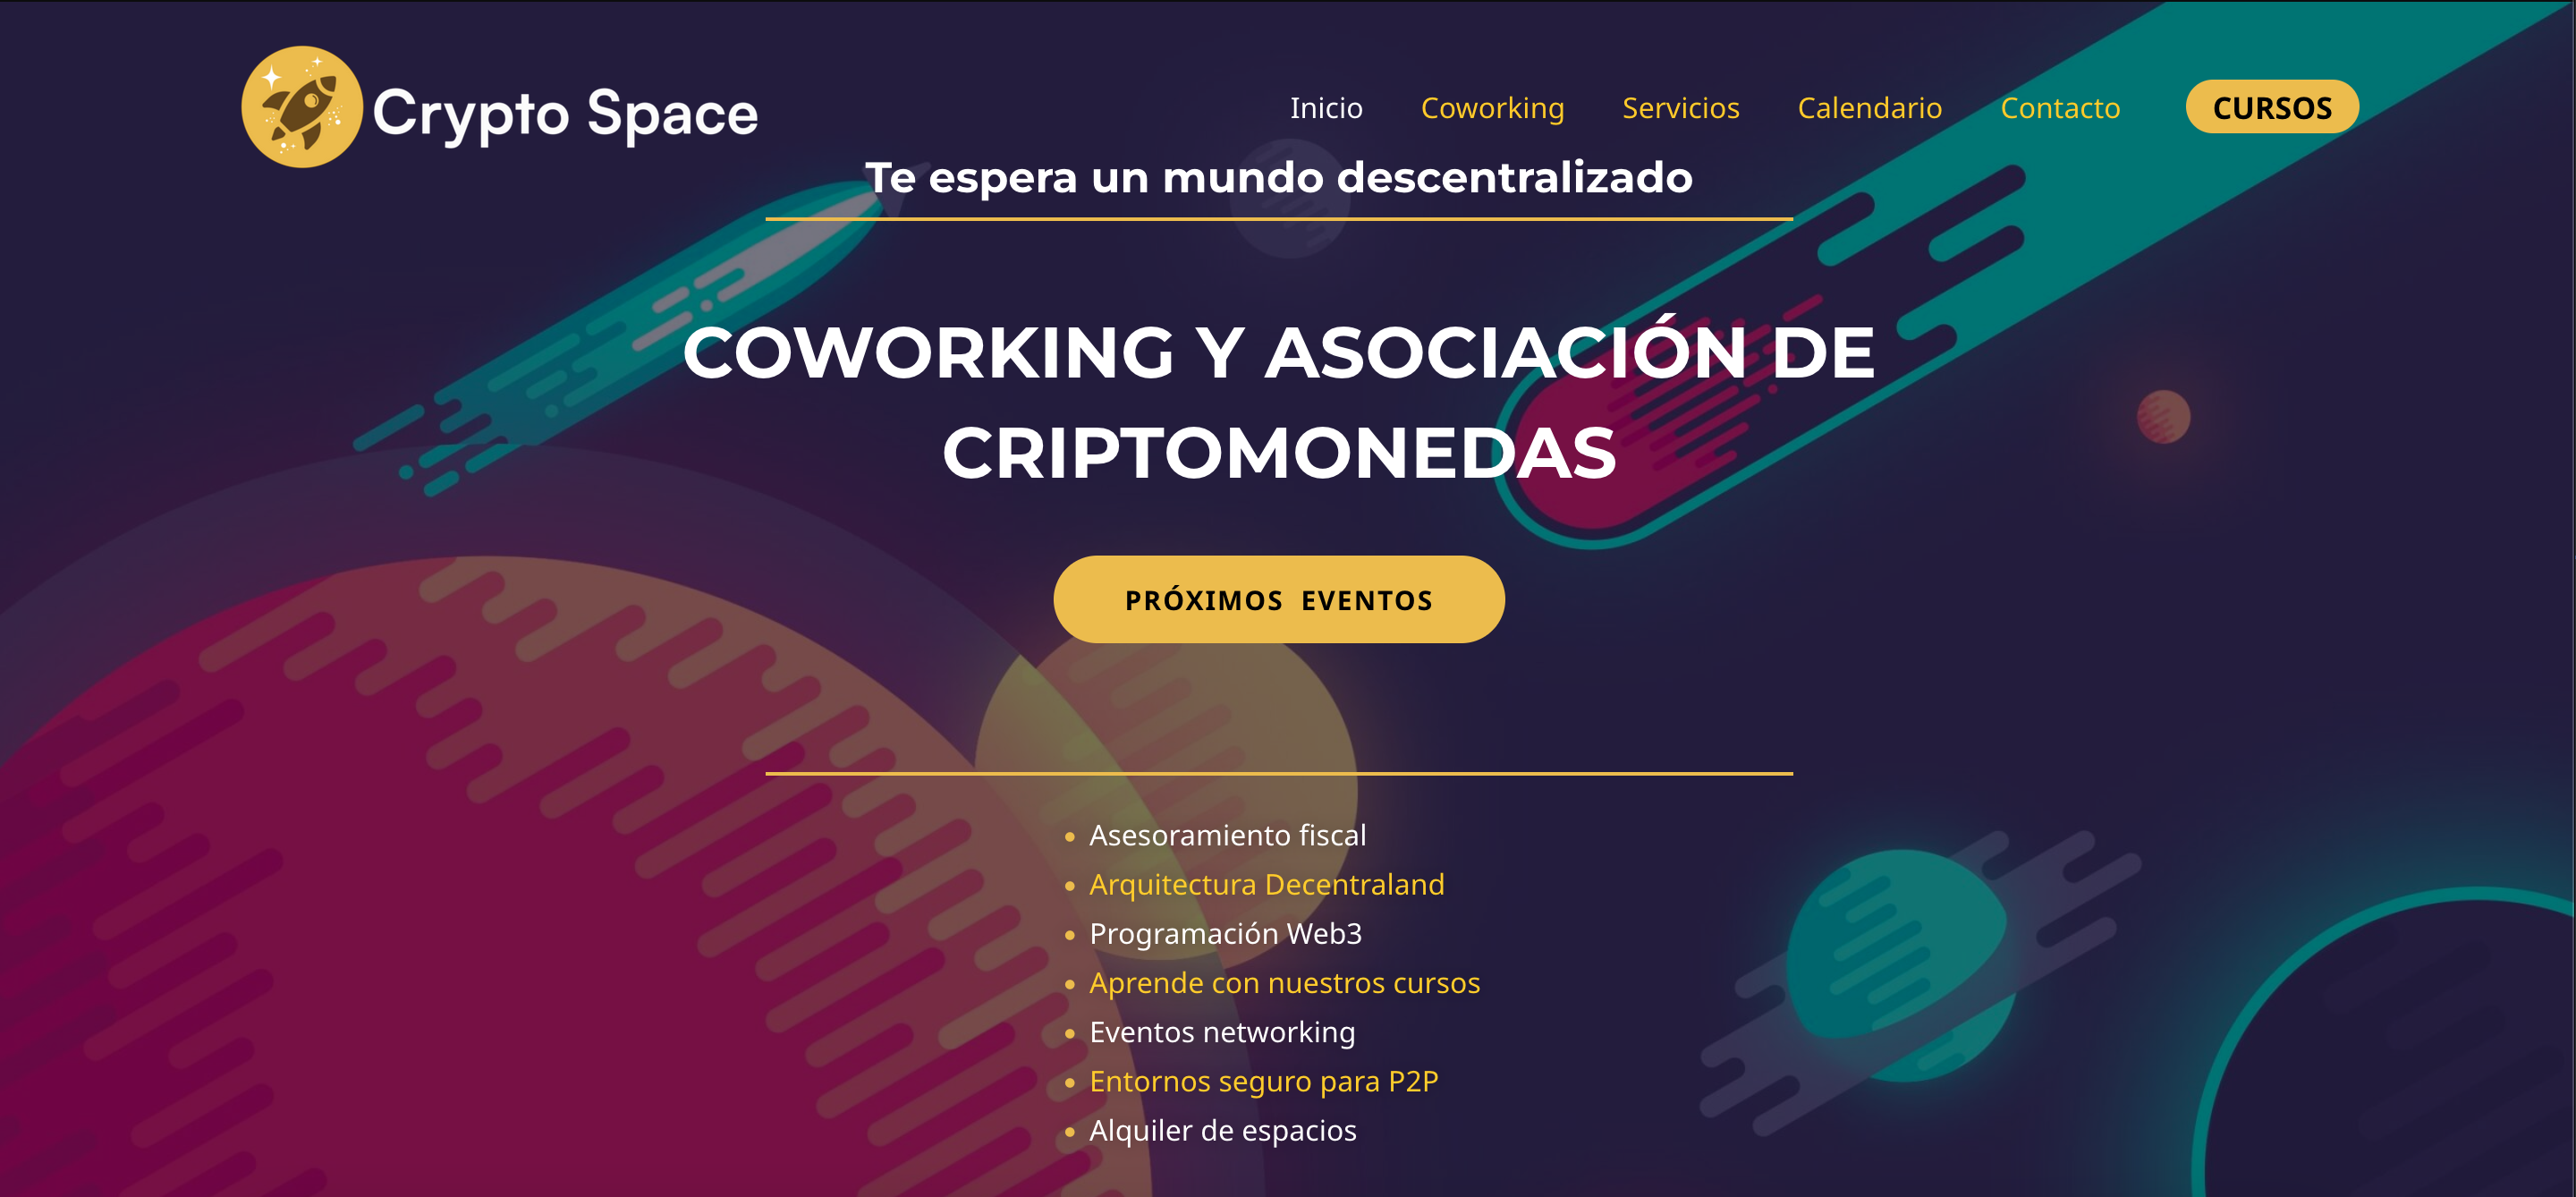 Crypto Space
Inicio Coworking Servicios Calendario Contacto CURSOS
Te espera un mundo descentralizado
COWORKING Y ASOCIACIÓN DE
CRIPTOMONEDAS
PRÓXIMOS EVENTOS
Asesoramiento fiscal
Arquitectura Decentraland
Programación Web3
Aprende con nuestros cursos
Eventos networking
Entornos seguro para P2P
Alquiler de espacios